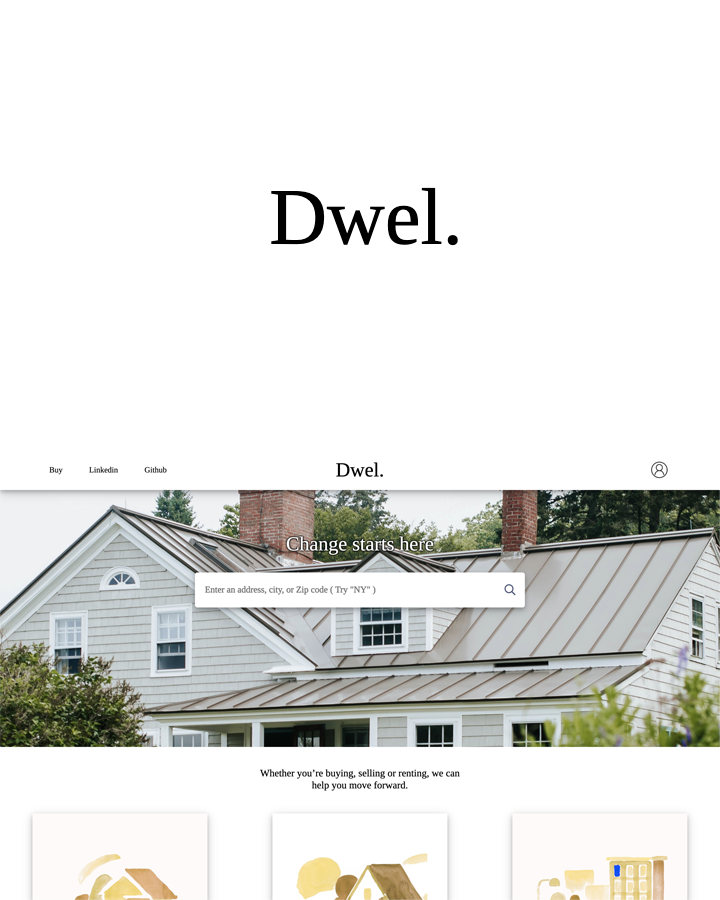 Dwel.
Buy Linkedin Github Dwel.
Change starts here
Enter an address, city, or Zip code ( Try "NY" )
Whether you’re buying, selling or renting, we can
help you move forward.